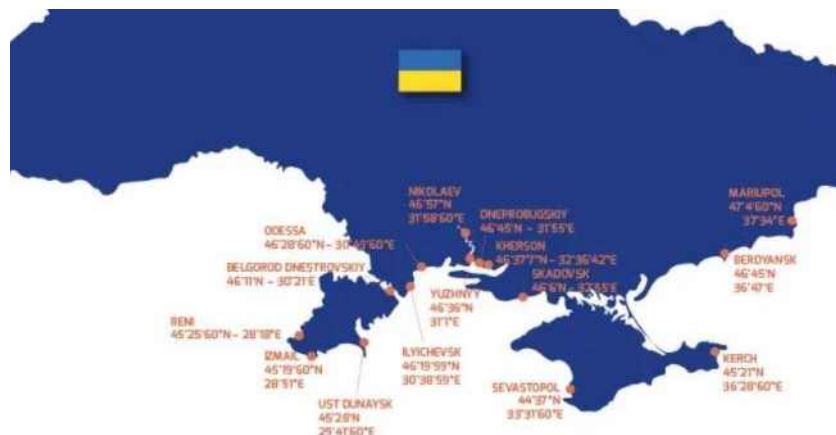 NIKOLAEV
46°57'N
31°58'60"E
DNEPROBUGSKIY
46°45'N - 31°55'E
KHERSON
46°37'7"N - 32°36'42"E
SKADOVSK
46°6'N - 32°55'E
MARIUPOL
47°4'60"N
37°34'E
BERDYANSK
46°45'N
36°47'E
ODESSA
46°28'60"N - 30°43'60"E
BELGOROD DNESTROVSKIY
46°11'N - 30°21'E
YUZHNYY
46°36'N
31°1'E
RENI
45°25'60"N - 28°18'E
IZMAIL
45°19'60"N
28°51'E
ILYICHEVSK
46°19'59"N
30°38'59"E
UST DUNAYSK
45°28'N
29°41'60"E
SEVASTOPOL
44°37'N
33°31'60"E
KERCH
45°21'N
36°28'60"E